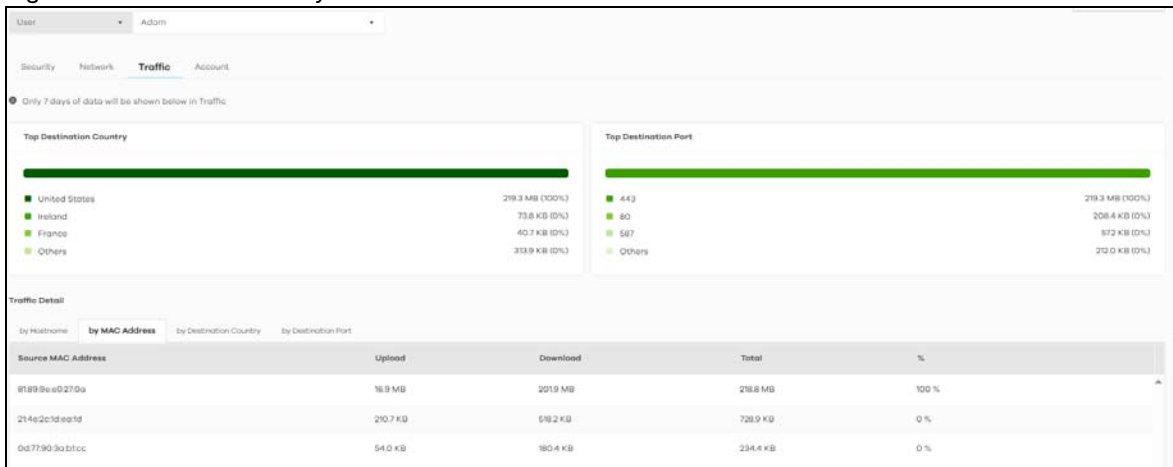 User Adam
Security Network Traffic Account
Only 7 days of data will be shown below in Traffic
Top Destination Country
United States 219.3 MB (100%)
Ireland 73.8 KB (0%)
France 40.7 KB (0%)
Others 313.9 KB (0%)
Top Destination Port
443 219.3 MB (100%)
80 208.4 KB (0%)
587 57.2 KB (0%)
Others 212.0 KB (0%)
Traffic Detail
by Hostname by MAC Address by Destination Country by Destination Port
Source MAC Address Upload Download Total %
16.9 MB 201.9 MB 218.8 MB 100 %
210.7 KB 518.2 KB 728.9 KB 0 %
54.0 KB 180.4 KB 234.4 KB 0 %